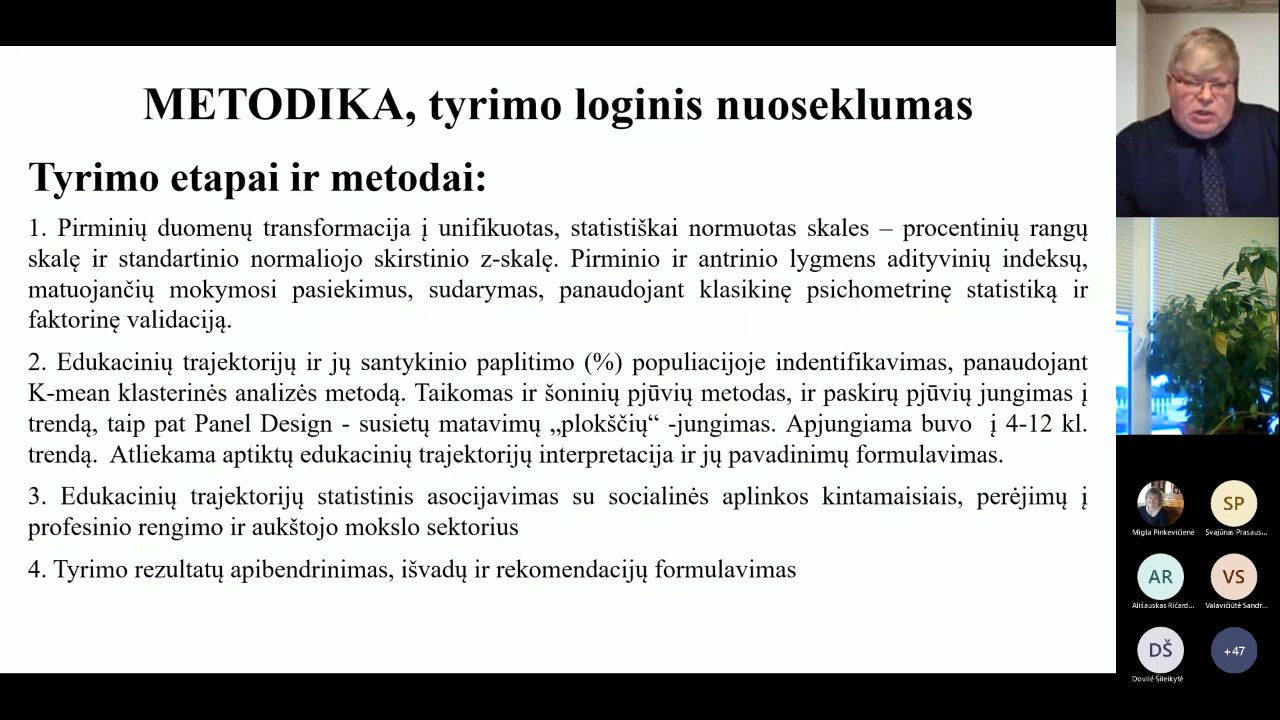 METODIKA, tyrimo loginis nuoseklumas
Tyrimo etapai ir metodai:
1. Pirminių duomenų transformacija į unifikuotas, statistiškai normuotas skales – procentinių rangų
skalę ir standartinio normaliojo skirstinio z-skalę. Pirminio ir antrinio lygmens adityvinių indeksų,
matuojančių mokymosi pasiekimus, sudarymas, panaudojant klasikinę psichometrinę statistiką ir
faktorinę validaciją.
2. Edukacinių trajektorijų ir jų santykinio paplitimo (%) populiacijoje indentifikavimas, panaudojant
K-mean klasterinės analizės metodą. Taikomas ir šoninių pjūvių metodas, ir paskirų pjūvių jungimas į
trendą, taip pat Panel Design - susietų matavimų „plokščių“ -jungimas. Apjungiama buvo  į 4-12 kl.
trendą.  Atliekama aptiktų edukacinių trajektorijų interpretacija ir jų pavadinimų formulavimas.
3. Edukacinių trajektorijų statistinis asocijavimas su socialinės aplinkos kintamaisiais, perėjimų į
profesinio rengimo ir aukštojo mokslo sektorius
4. Tyrimo rezultatų apibendrinimas, išvadų ir rekomendacijų formulavimas
SP
Migla Pinkevičienė
Svajūnas Prasaus...
AR
VS
Ališauskas Ričard...
Valavičiūtė Sandr...
DŠ
+47
Dovilė Šileikytė